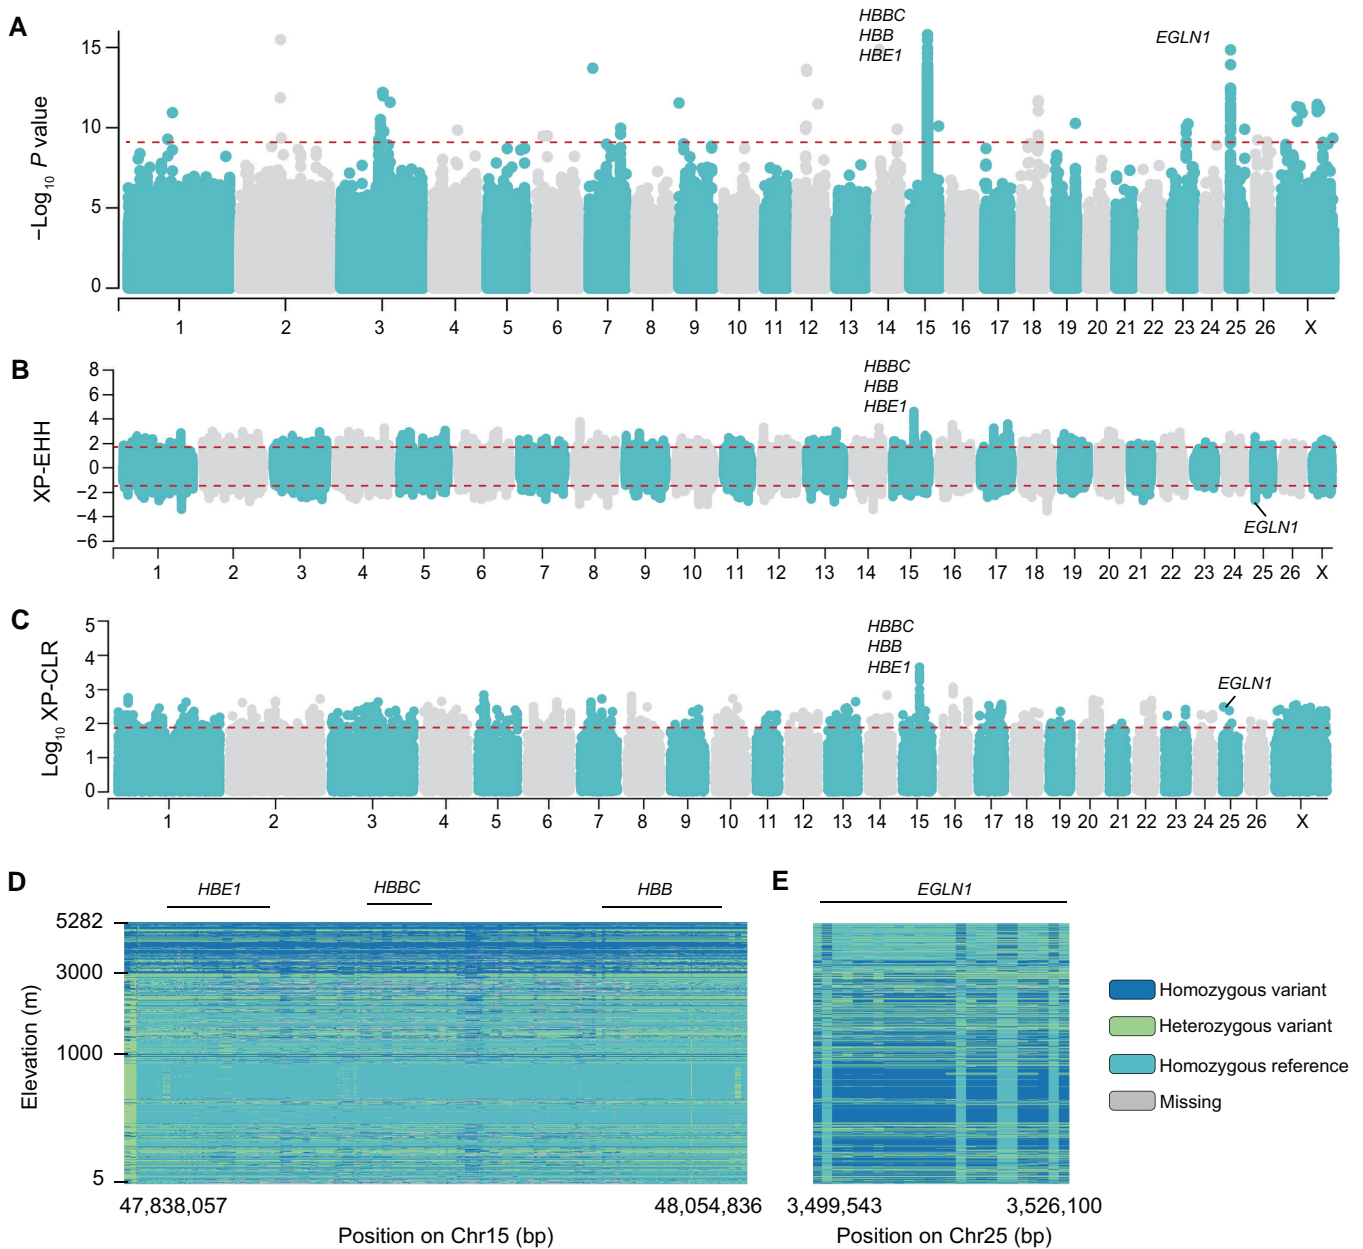 A
HBBC
HBB
HBE1
EGLN1
−Log10 P value
15
10
5
0
1 2 3 4 5 6 7 8 9 10 11 12 13 14 15 16 17 18 19 20 21 22 23 24 25 26 X
B
HBBC
HBB
HBE1
XP-EHH
8
6
4
2
0
−2
−4
−6
EGLN1
1 2 3 4 5 6 7 8 9 10 11 12 13 14 15 16 17 18 19 20 21 22 23 24 25 26 X
C
HBBC
HBB
HBE1
EGLN1
Log10 XP-CLR
5
4
3
2
1
0
1 2 3 4 5 6 7 8 9 10 11 12 13 14 15 16 17 18 19 20 21 22 23 24 25 26 X
D
HBE1 HBBC HBB
Elevation (m)
5282
3000
1000
5
47,838,057 48,054,836
Position on Chr15 (bp)
E
EGLN1
3,499,543 3,526,100
Position on Chr25 (bp)
Homozygous variant
Heterozygous variant
Homozygous reference
Missing